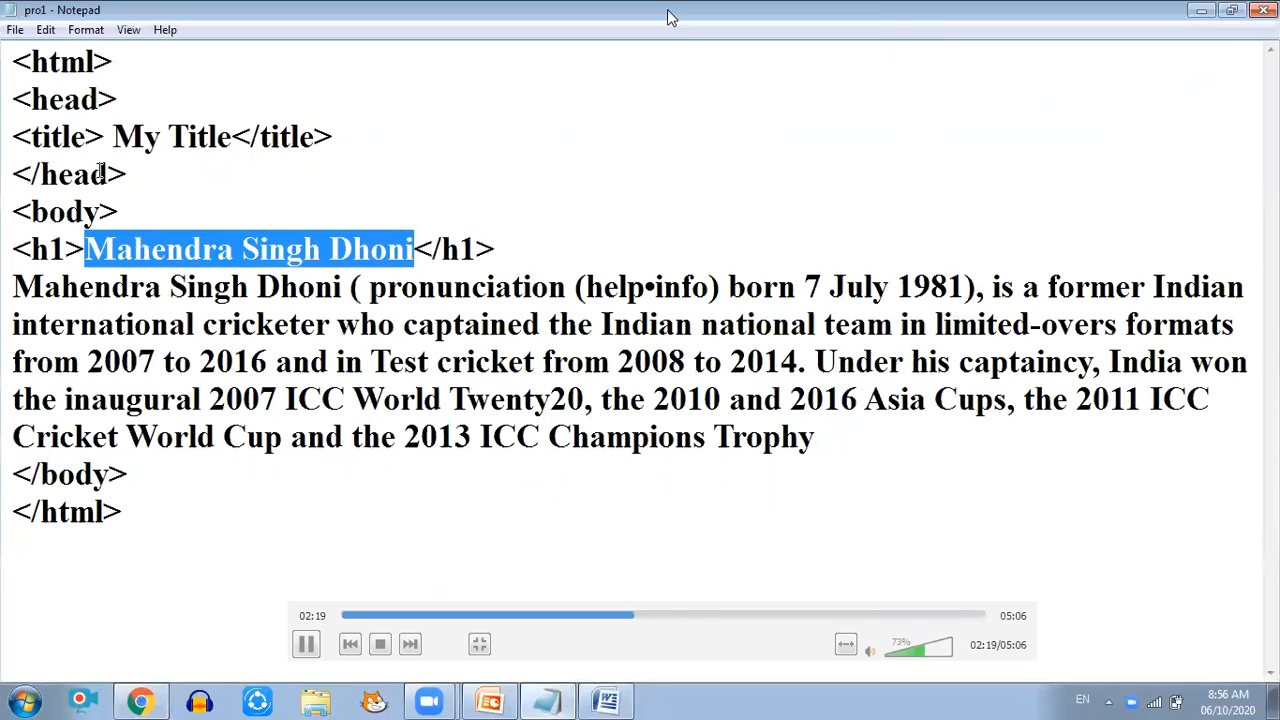 pro1 - Notepad
File Edit Format View Help
<html>
<head>
<title> My Title</title>
</head>
<body>
<h1>Mahendra Singh Dhoni</h1>
Mahendra Singh Dhoni ( pronunciation (help•info) born 7 July 1981), is a former Indian
international cricketer who captained the Indian national team in limited-overs formats
from 2007 to 2016 and in Test cricket from 2008 to 2014. Under his captaincy, India won
the inaugural 2007 ICC World Twenty20, the 2010 and 2016 Asia Cups, the 2011 ICC
Cricket World Cup and the 2013 ICC Champions Trophy
</body>
</html>
02:19 05:06
73% 02:19/05:06
EN 8:56 AM
06/10/2020